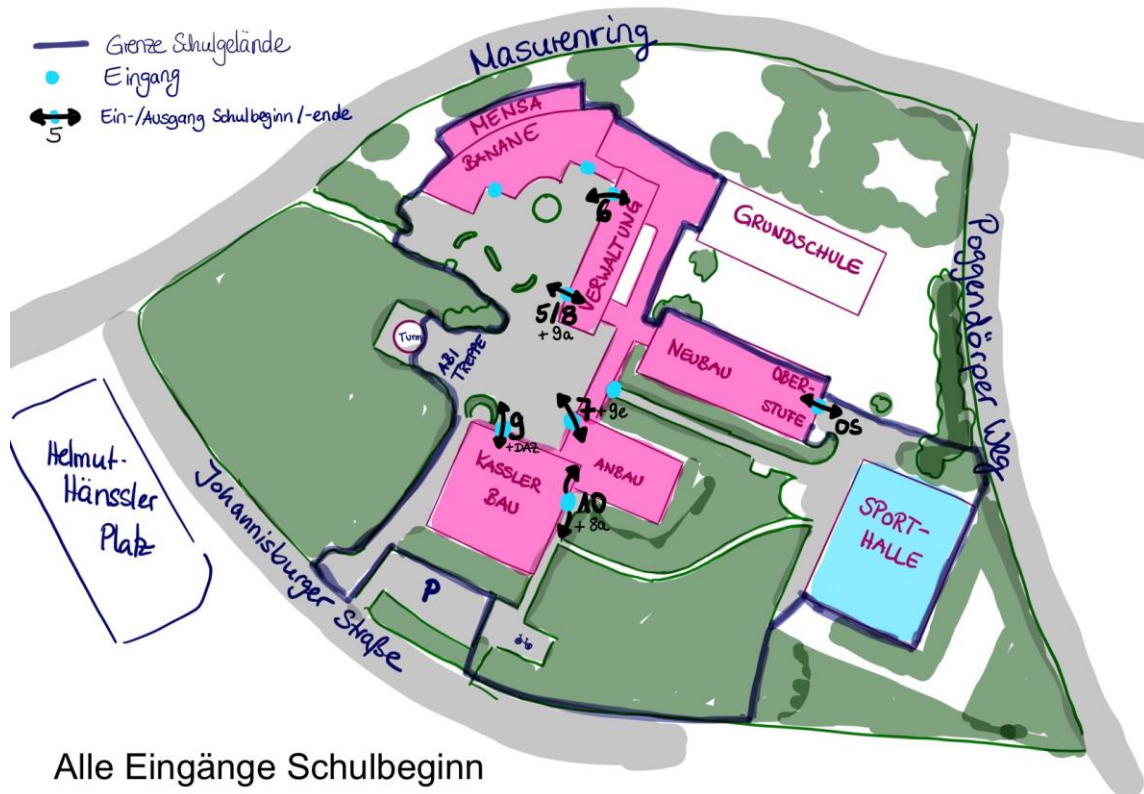 Grenze Schulgelände
Eingang
Ein-/Ausgang Schulbeginn/-ende
5
Masurenring
MENSA
BANANE
6
VERWALTUNG
GRUNDSCHULE
Poggendörper Weg
5/8
+ 9a
Turm
ABI
TREPPE
NEUBAU
OBER-
STUFE
OS
7 +9e
9
+DAZ
KASSLER
BAU
ANBAU
10
+ 8a
SPORT-
HALLE
Helmut-
Hänssler
Platz
Johannisburger Straße
P
Alle Eingänge Schulbeginn